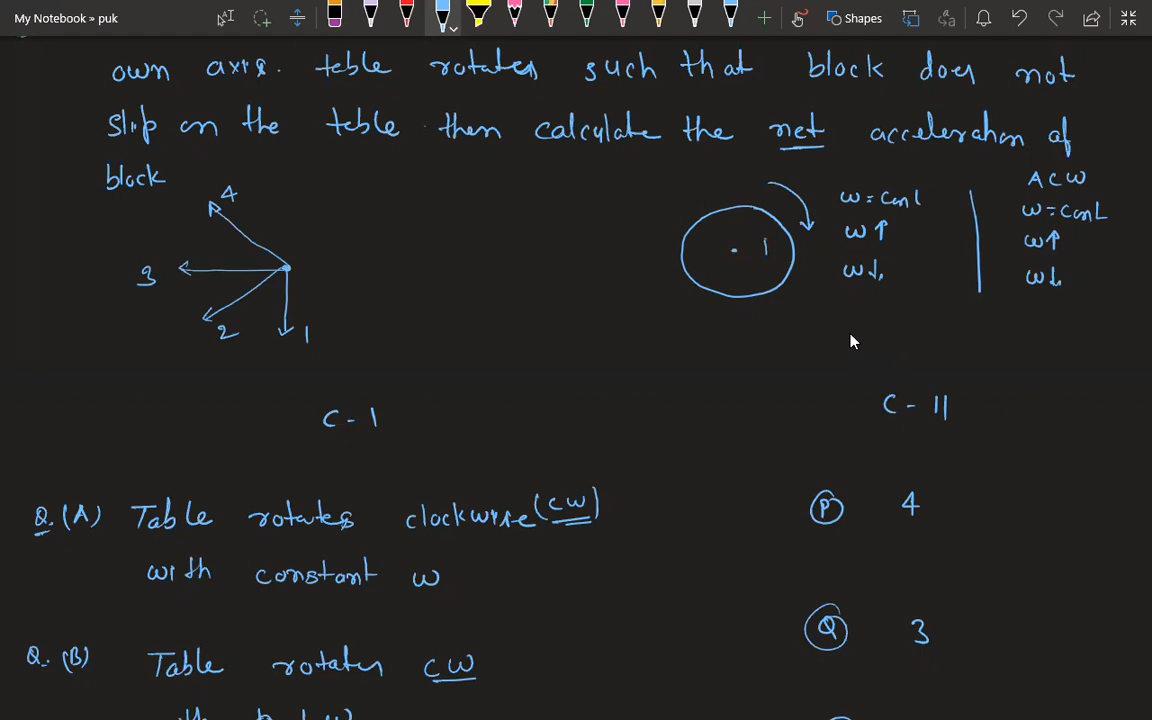 My Notebook » puk
Shapes
own axis. table rotates such that block does not
slip on the table then calculate the net acceleration of
block
4
3
2
1
1
ω = const
ω ↑
ω ↓.
ACW
ω = const
ω ↑
ω ↓.
C - I
C - II
Q. (A) Table rotates clockwise (CW)
with constant ω
P 4
Q 3
Q. (B) Table rotates CW